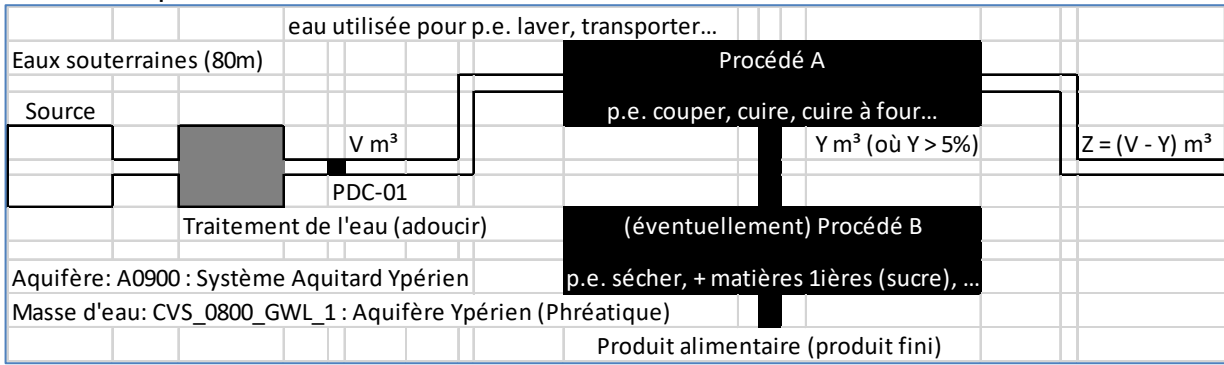 eau utilisée pour p.e. laver, transporter...
Eaux souterraines (80m)
Procédé A
Source
p.e. couper, cuire, cuire à four...
V m³
Y m³ (où Y > 5%)
Z = (V - Y) m³
PDC-01
Traitement de l'eau (adoucir)
(éventuellement) Procédé B
Aquifère: A0900 : Système Aquitard Ypérien
p.e. sécher, + matières 1ières (sucre), ...
Masse d'eau: CVS_0800_GWL_1 : Aquifère Ypérien (Phréatique)
Produit alimentaire (produit fini)